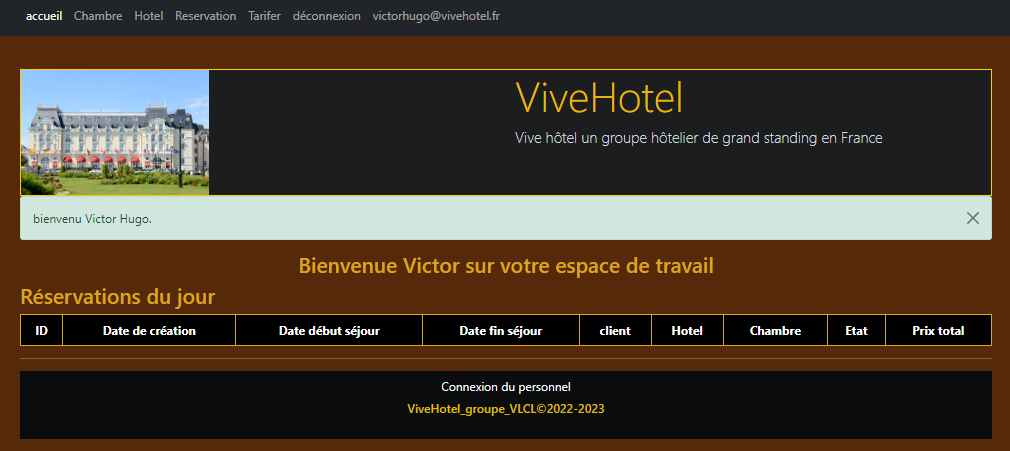 accueil Chambre Hotel Reservation Tarifer déconnexion victorhugo@vivehotel.fr
ViveHotel
Vive hôtel un groupe hôtelier de grand standing en France
bienvenu Victor Hugo.
Bienvenue Victor sur votre espace de travail
Réservations du jour
ID Date de création Date début séjour Date fin séjour client Hotel Chambre Etat Prix total
Connexion du personnel
ViveHotel_groupe_VLCL©2022-2023